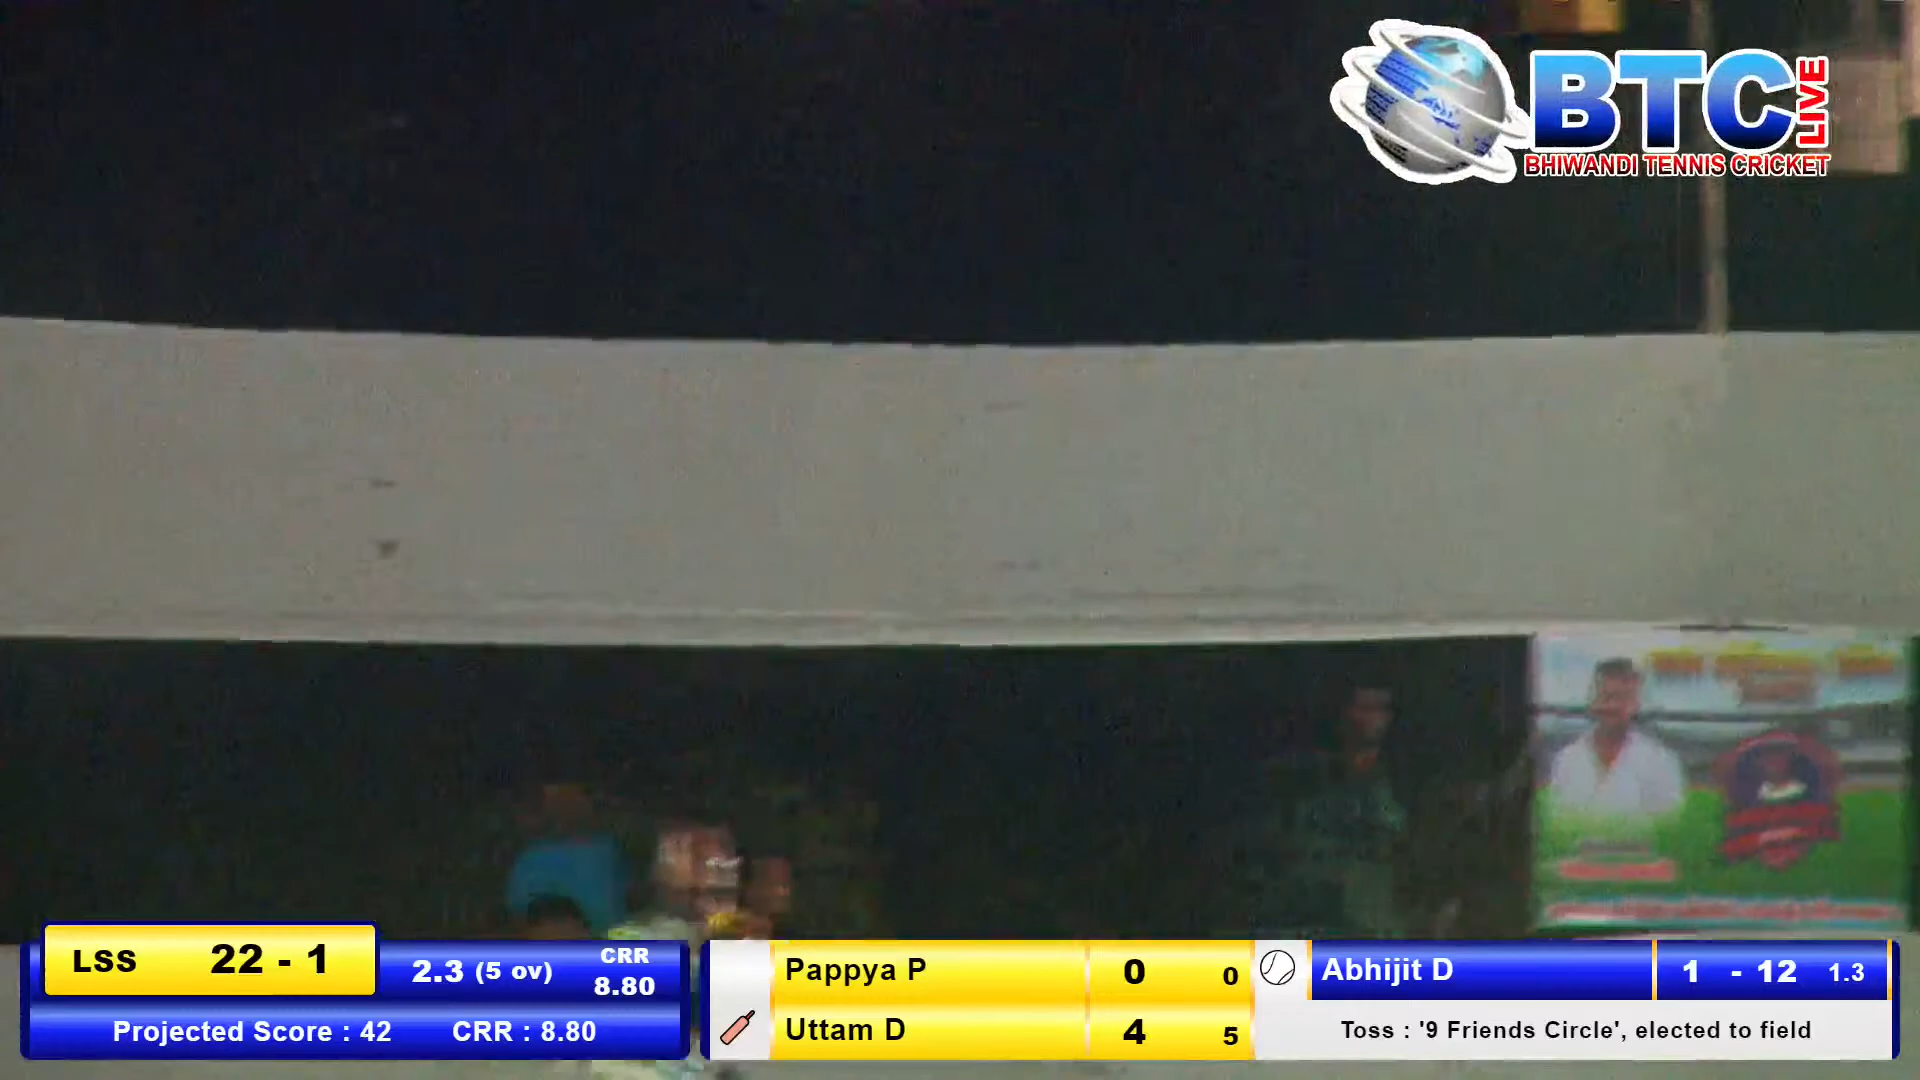 BTC LIVE
BHIWANDI TENNIS CRICKET
LSS 22 - 1
2.3 (5 ov)
CRR
8.80
Projected Score : 42 CRR : 8.80
Pappya P 0 0
Uttam D 4 5
Abhijit D 1 - 12 1.3
Toss : '9 Friends Circle', elected to field